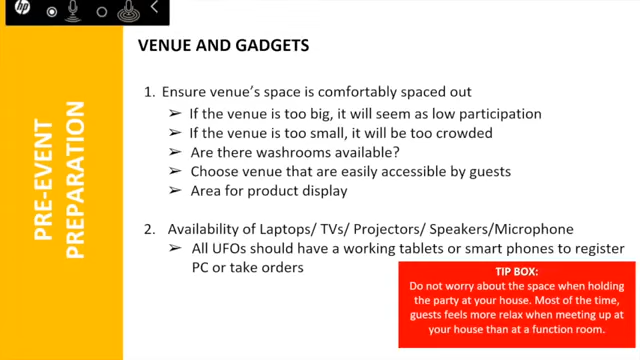 hp
VENUE AND GADGETS
PRE-EVENT
PREPARATION
1. Ensure venue's space is comfortably spaced out
➢ If the venue is too big, it will seem as low participation
➢ If the venue is too small, it will be too crowded
➢ Are there washrooms available?
➢ Choose venue that are easily accessible by guests
➢ Area for product display
2. Availability of Laptops/ TVs/ Projectors/ Speakers/Microphone
➢ All UFOs should have a working tablets or smart phones to register
PC or take orders
TIP BOX:
Do not worry about the space when holding
the party at your house. Most of the time,
guests feels more relax when meeting up at
your house than at a function room.